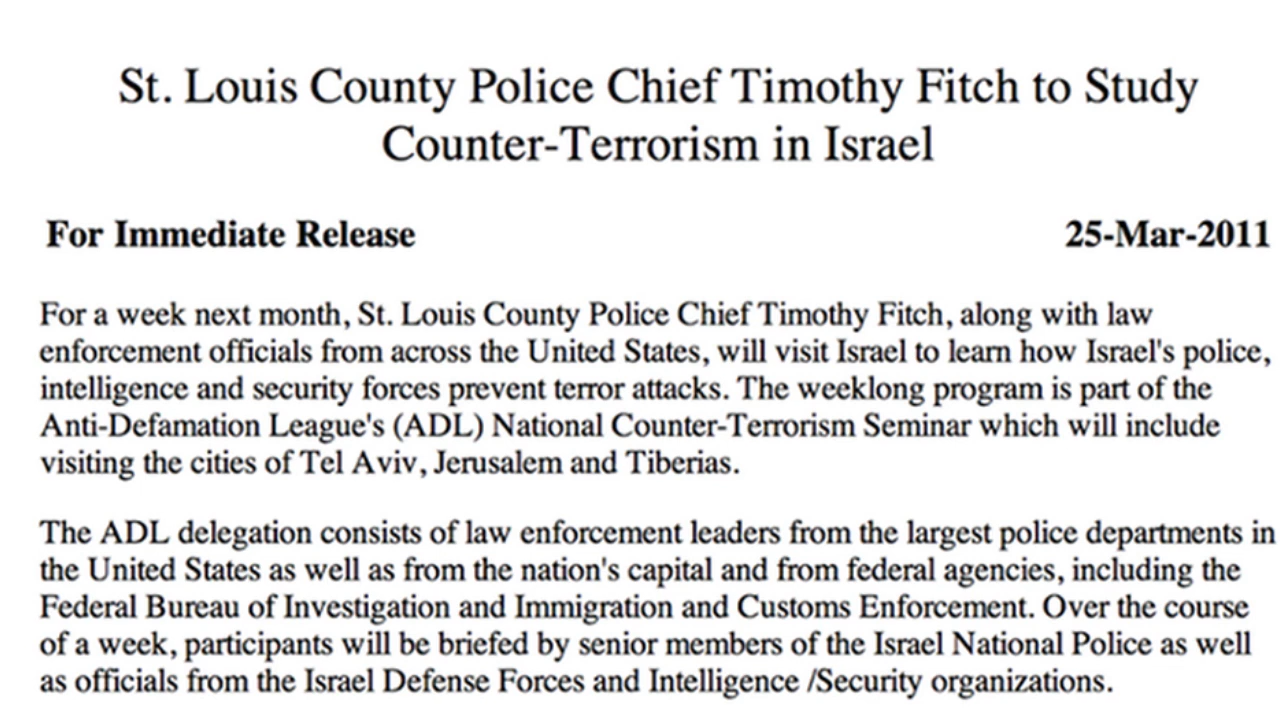 St. Louis County Police Chief Timothy Fitch to Study
Counter-Terrorism in Israel
For Immediate Release 25-Mar-2011
For a week next month, St. Louis County Police Chief Timothy Fitch, along with law
enforcement officials from across the United States, will visit Israel to learn how Israel's police,
intelligence and security forces prevent terror attacks. The weeklong program is part of the
Anti-Defamation League's (ADL) National Counter-Terrorism Seminar which will include
visiting the cities of Tel Aviv, Jerusalem and Tiberias.
The ADL delegation consists of law enforcement leaders from the largest police departments in
the United States as well as from the nation's capital and from federal agencies, including the
Federal Bureau of Investigation and Immigration and Customs Enforcement. Over the course
of a week, participants will be briefed by senior members of the Israel National Police as well
as officials from the Israel Defense Forces and Intelligence /Security organizations.